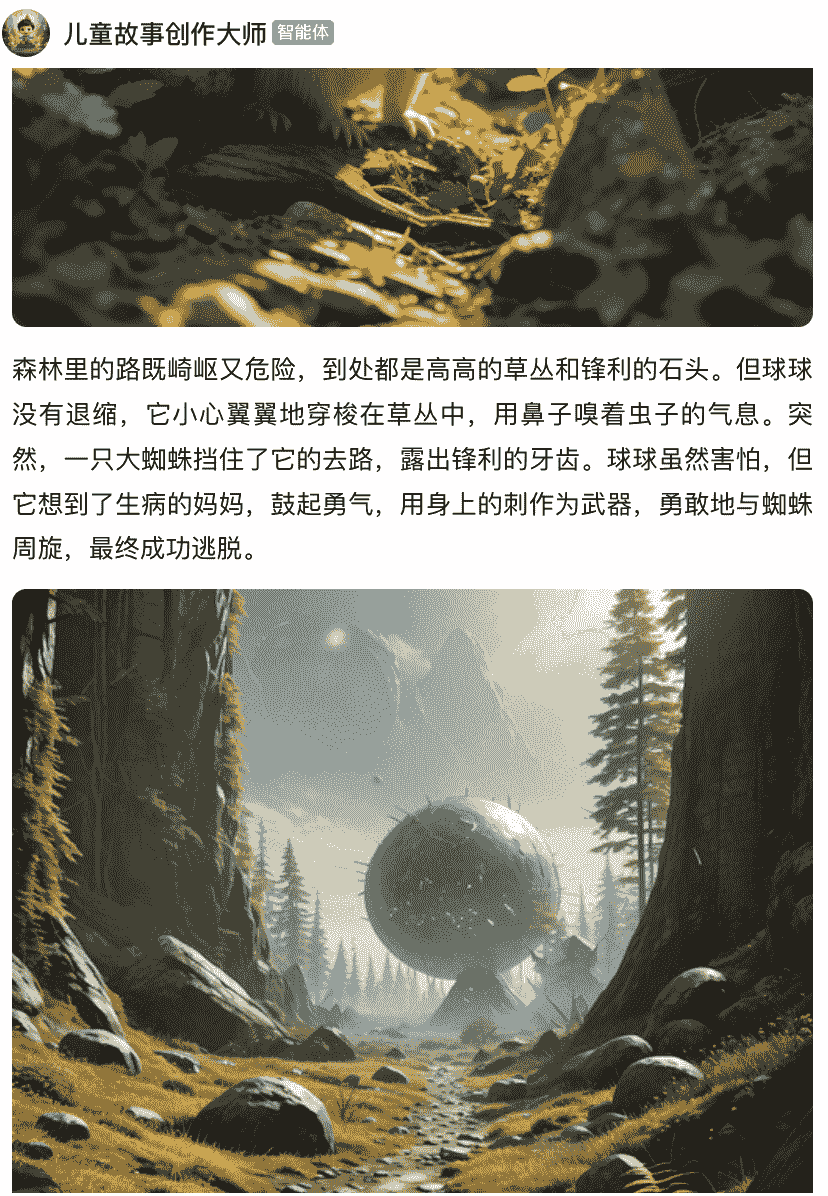 儿童故事创作大师 智能体
森林里的路既崎岖又危险，到处都是高高的草丛和锋利的石头。但球球
没有退缩，它小心翼翼地穿梭在草丛中，用鼻子嗅着虫子的气息。突
然，一只大蜘蛛挡住了它的去路，露出锋利的牙齿。球球虽然害怕，但
它想到了生病的妈妈，鼓起勇气，用身上的刺作为武器，勇敢地与蜘蛛
周旋，最终成功逃脱。